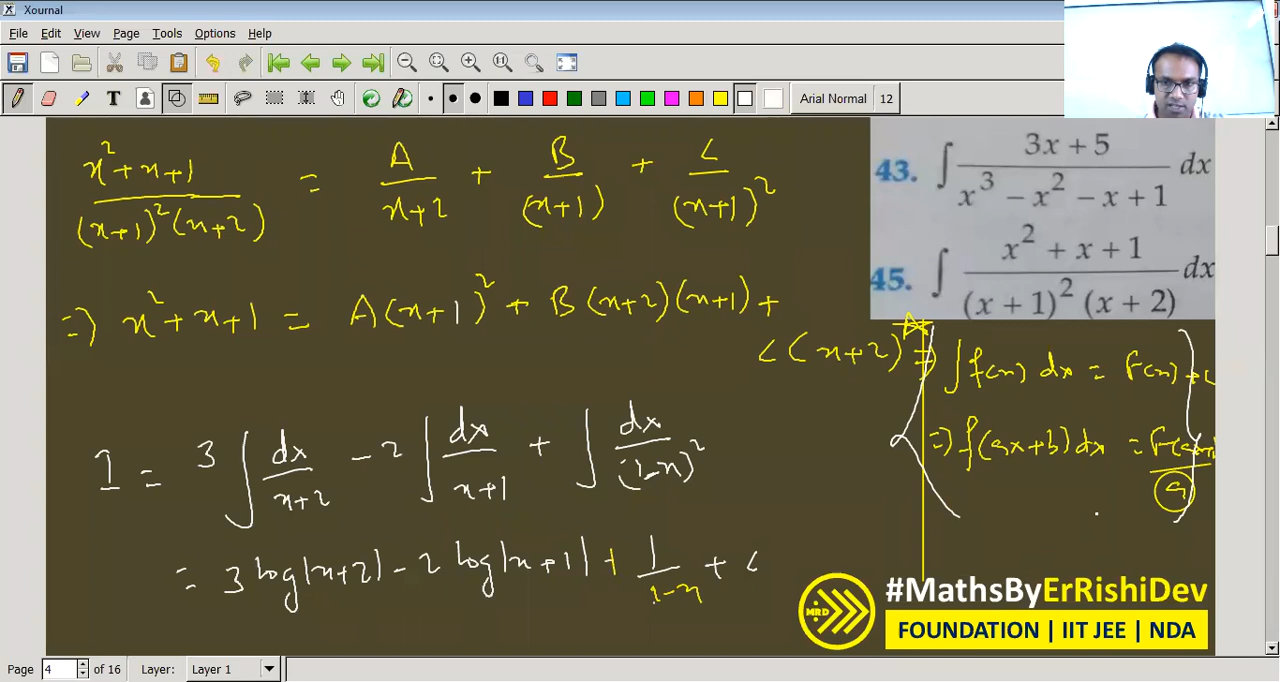 Xournal
File Edit View Page Tools Options Help
Arial Normal 12
x² + x + 1 / (x+1)² (x+2) = A / x+2 + B / (x+1) + C / (x+1)²
⇒ x² + x + 1 = A(x+1)² + B(x+2)(x+1) +
C(x+2)
I = 3 ∫ dx / x+2 − 2 ∫ dx / x+1 + ∫ dx / (1−x)²
= 3 log|x+2| − 2 log|x+1| + 1 / 1−x + C
43. ∫ 3x + 5 / x³ − x² − x + 1 dx
45. ∫ x² + x + 1 / (x + 1)² (x + 2) dx
⇒ ∫ f(x) dx = F(x) + C
⇒ ∫ f(ax+b) dx = F(ax+b) / a
MRD
#MathsByErRishiDev
FOUNDATION | IIT JEE | NDA
Page 4 of 16 Layer: Layer 1